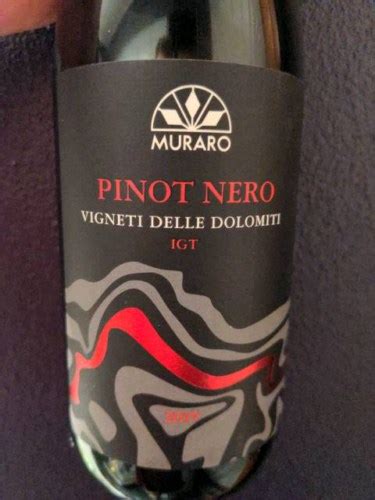 MURARO
PINOT NERO
VIGNETI DELLE DOLOMITI
IGT